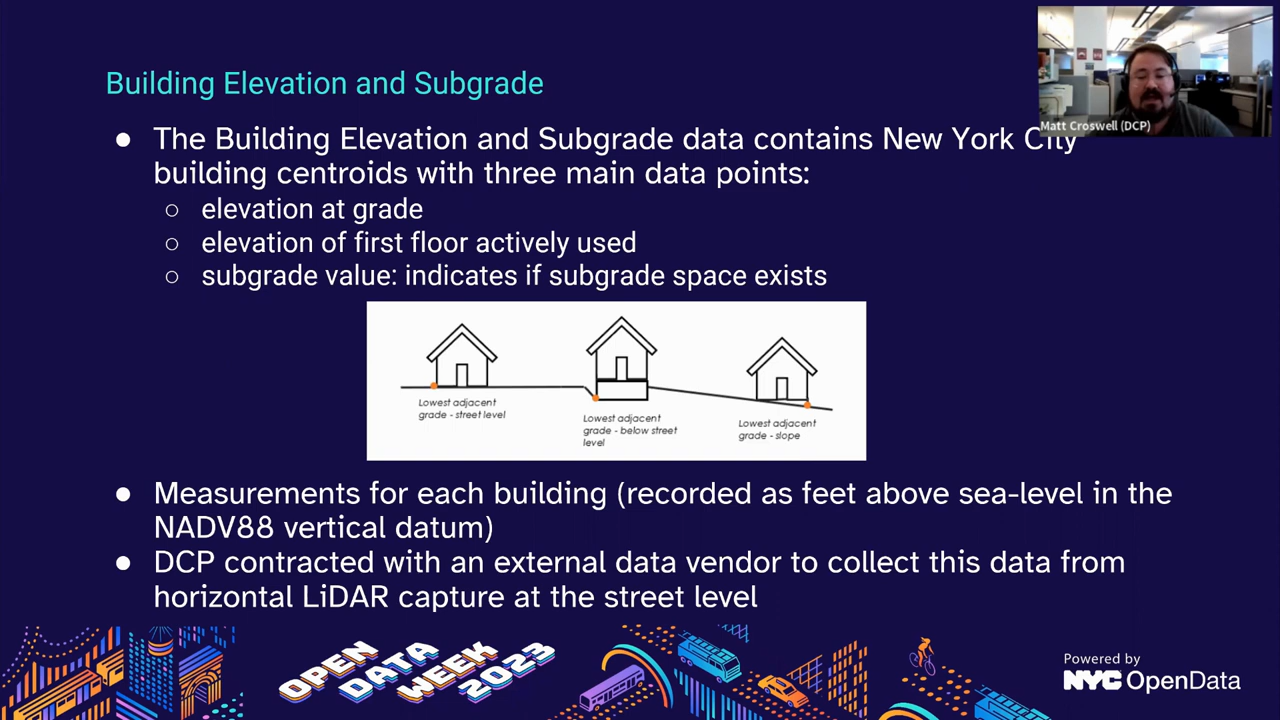 Building Elevation and Subgrade
Matt Croswell (DCP)
● The Building Elevation and Subgrade data contains New York City
building centroids with three main data points:
○ elevation at grade
○ elevation of first floor actively used
○ subgrade value: indicates if subgrade space exists
Lowest adjacent
grade - street level
Lowest adjacent
grade - below street
level
Lowest adjacent
grade - slope
● Measurements for each building (recorded as feet above sea-level in the
NADV88 vertical datum)
● DCP contracted with an external data vendor to collect this data from
horizontal LiDAR capture at the street level
OPEN
DATA
WEEK
2023
Powered by
NYC OpenData